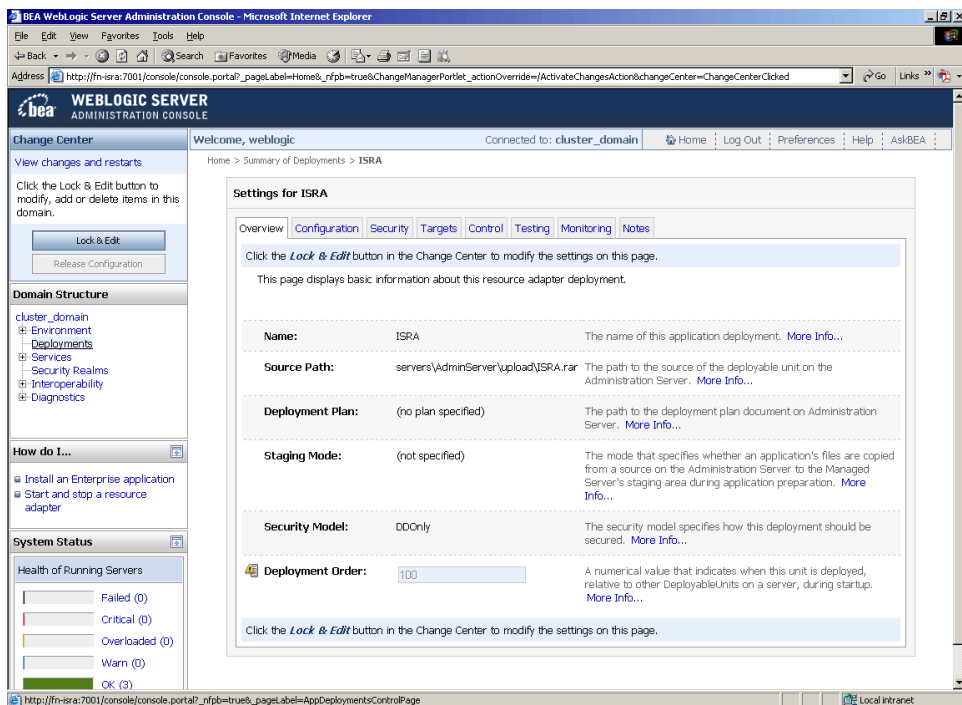 BEA WebLogic Server Administration Console - Microsoft Internet Explorer
File Edit View Favorites Tools Help
Back Search Favorites Media
Address http://fn-isra:7001/console/console.portal?_pageLabel=Home&_nfpb=true&ChangeManagerPortlet_actionOverride=/ActivateChangesAction&changeCenter=ChangeCenterClicked Go Links »
bea WEBLOGIC SERVER
ADMINISTRATION CONSOLE
Change Center
View changes and restarts
Click the Lock & Edit button to
modify, add or delete items in this
domain.
Lock & Edit
Release Configuration
Domain Structure
cluster_domain
Environment
Deployments
Services
Security Realms
Interoperability
Diagnostics
How do I...
Install an Enterprise application
Start and stop a resource
adapter
System Status
Health of Running Servers
Failed (0)
Critical (0)
Overloaded (0)
Warn (0)
OK (3)
Welcome, weblogic Connected to: cluster_domain Home Log Out Preferences Help AskBEA
Home > Summary of Deployments > ISRA
Settings for ISRA
Overview Configuration Security Targets Control Testing Monitoring Notes
Click the Lock & Edit button in the Change Center to modify the settings on this page.
This page displays basic information about this resource adapter deployment.
Name: ISRA The name of this application deployment. More Info...
Source Path: servers\AdminServer\upload\ISRA.rar The path to the source of the deployable unit on the
Administration Server. More Info...
Deployment Plan: (no plan specified) The path to the deployment plan document on Administration
Server. More Info...
Staging Mode: (not specified) The mode that specifies whether an application's files are copied
from a source on the Administration Server to the Managed
Server's staging area during application preparation. More
Info...
Security Model: DDOnly The security model specifies how this deployment should be
secured. More Info...
Deployment Order: 100 A numerical value that indicates when this unit is deployed,
relative to other DeployableUnits on a server, during startup.
More Info...
Click the Lock & Edit button in the Change Center to modify the settings on this page.
http://fn-isra:7001/console/console.portal?_nfpb=true&_pageLabel=AppDeploymentsControlPage Local intranet